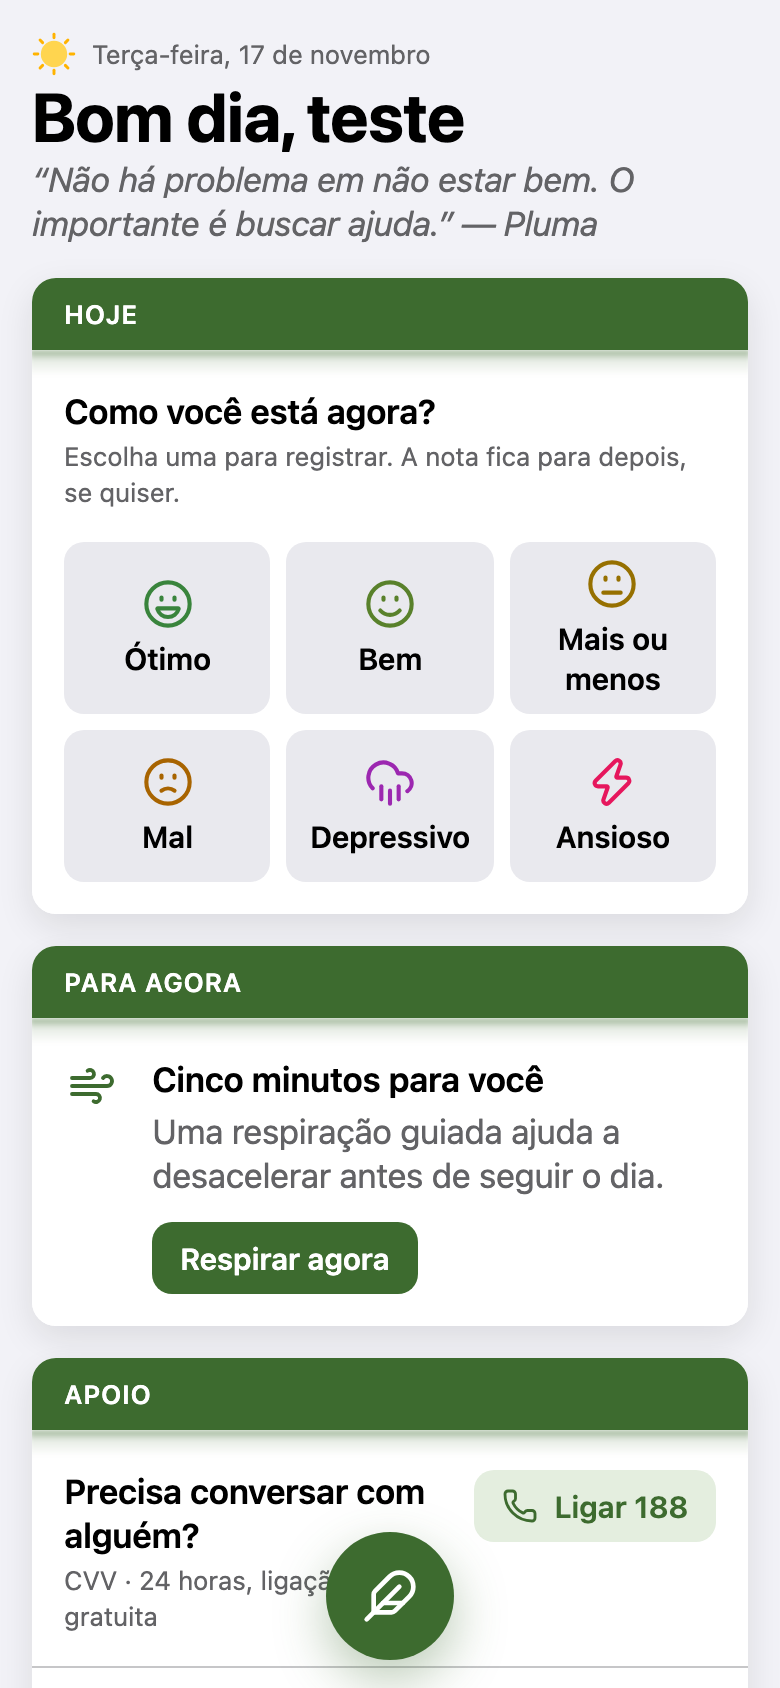 Terça-feira, 17 de novembro
Bom dia, teste
“Não há problema em não estar bem. O
importante é buscar ajuda.” — Pluma
HOJE
Como você está agora?
Escolha uma para registrar. A nota fica para depois,
se quiser.
Ótimo
Bem
Mais ou
menos
Mal
Depressivo
Ansioso
PARA AGORA
Cinco minutos para você
Uma respiração guiada ajuda a
desacelerar antes de seguir o dia.
Respirar agora
APOIO
Precisa conversar com
alguém?
Ligar 188
CVV · 24 horas,
gratuita